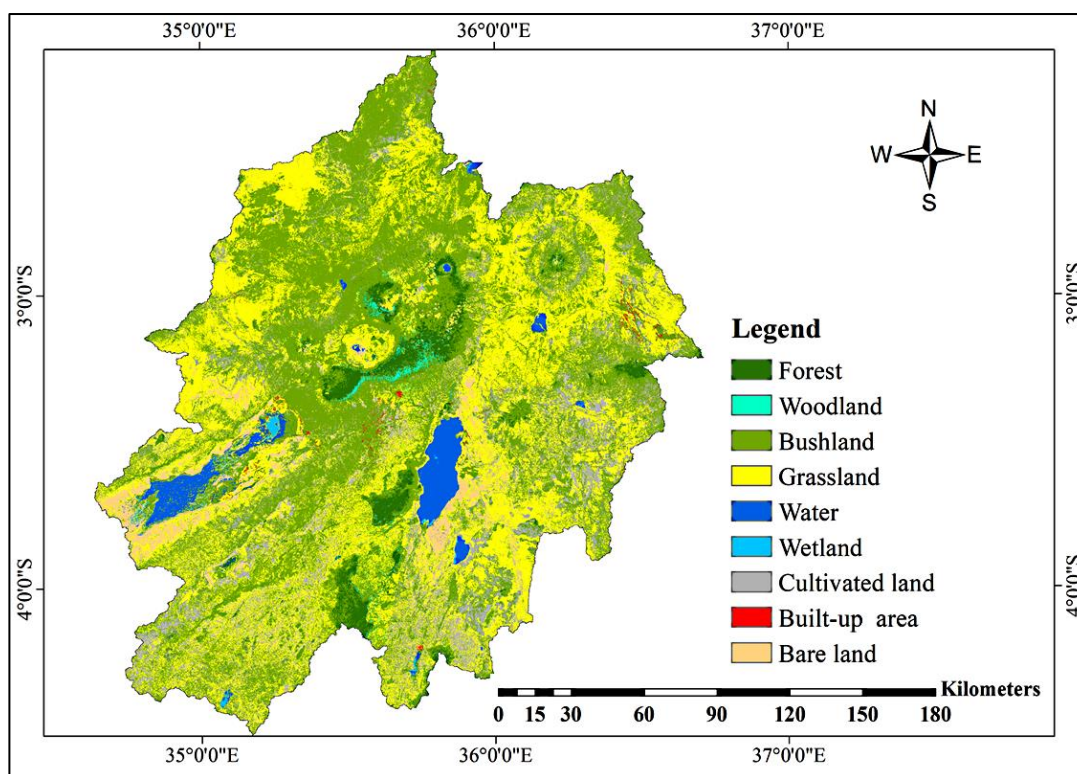 35°0'0"E 36°0'0"E 37°0'0"E
N
W E
S
3°0'0"S 3°0'0"S
Legend
Forest
Woodland
Bushland
Grassland
Water
Wetland
4°0'0"S Cultivated land 4°0'0"S
Built-up area
Bare land
Kilometers
0 15 30 60 90 120 150 180
35°0'0"E 36°0'0"E 37°0'0"E